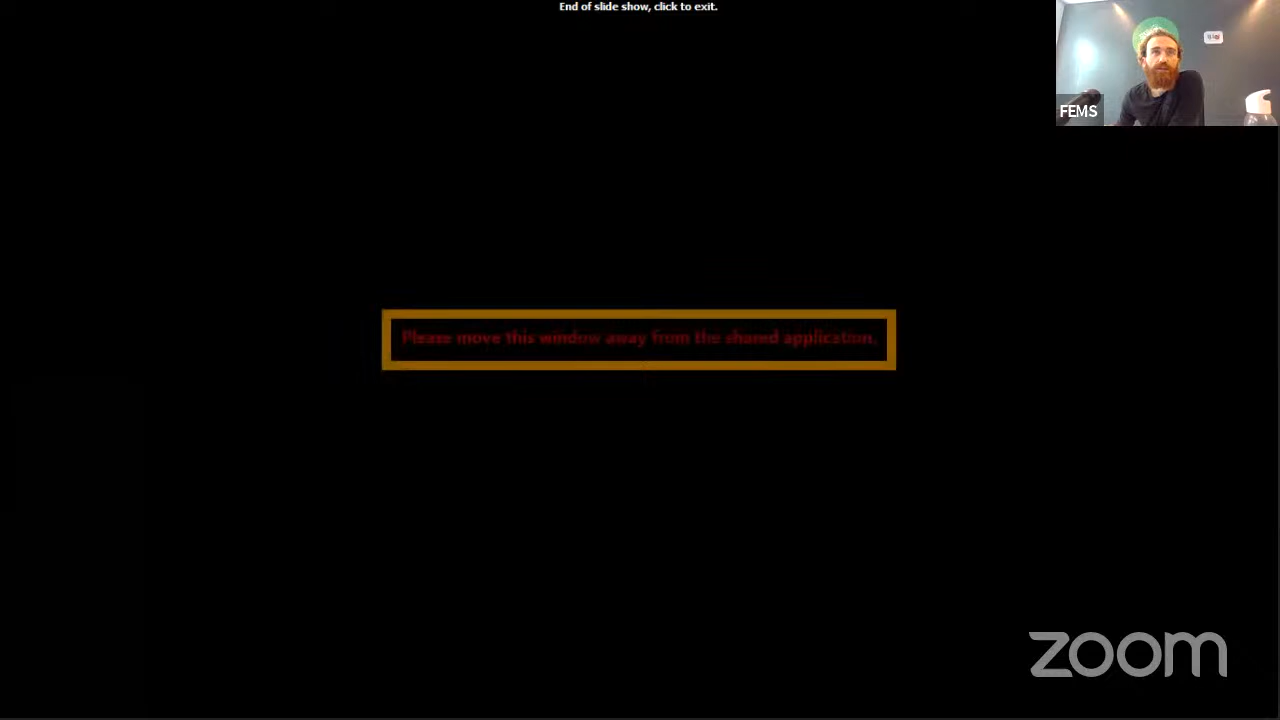 End of slide show, click to exit.
FEMS
Please move this window away from the shared application.
zoom